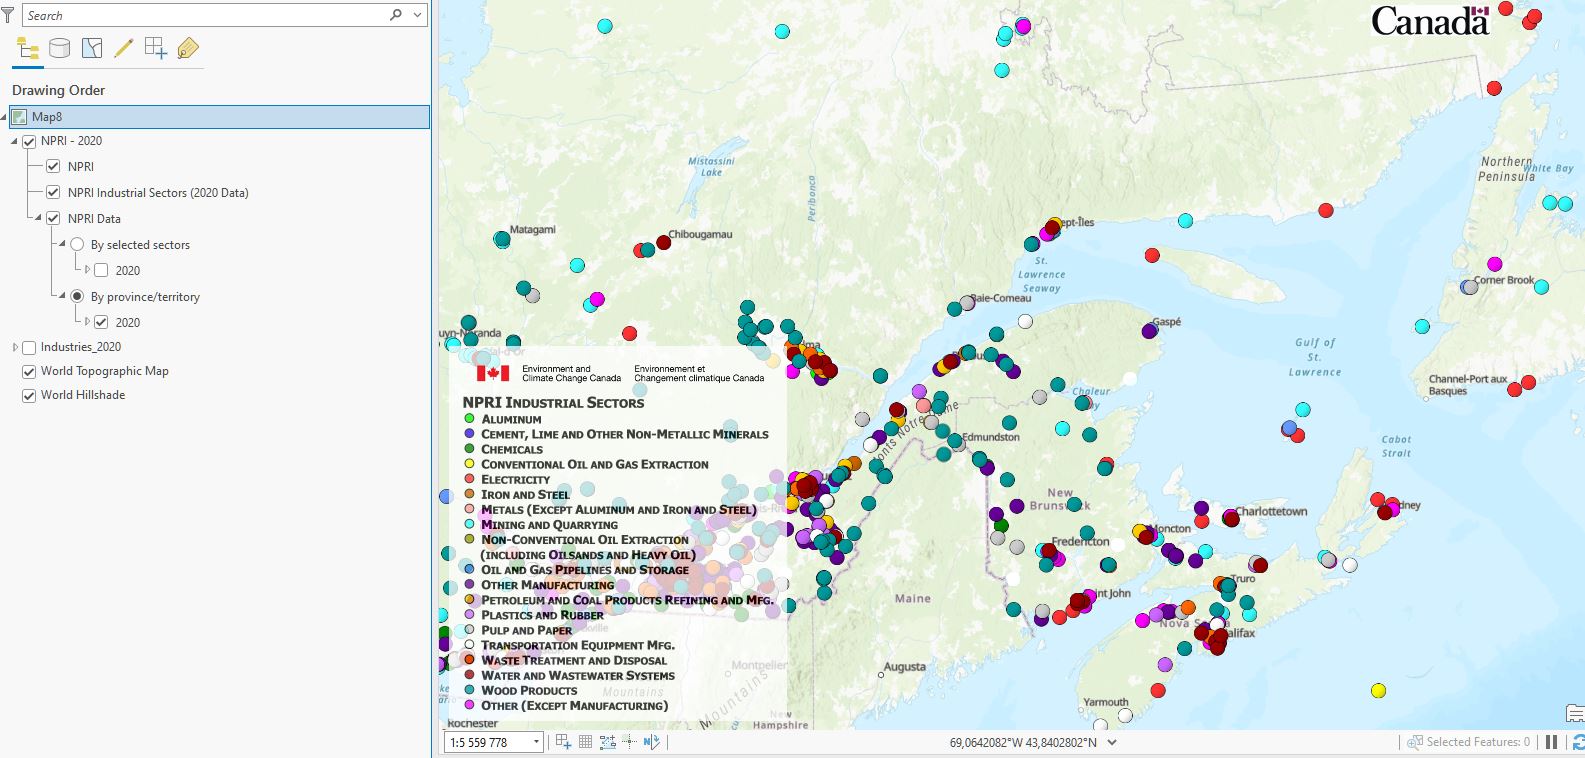 Search
Drawing Order
Map8
NPRI - 2020
NPRI
NPRI Industrial Sectors (2020 Data)
NPRI Data
By selected sectors
2020
By province/territory
2020
Industries_2020
World Topographic Map
World Hillshade
Canada
Northern
Peninsula
White Bay
Mistassini
Lake
Peribonca
Matagami
Chibougamau
ept-Îles
St.
Lawrence
Seaway
Baie-Comeau
Corner Brook
Gaspé
uyn-Noranda
Val-d'Or
ma
Gulf of
St.
Lawrence
Channel-Port aux
Basques
Chaleur
Bay
Monts Notre Dame
Edmundston
Cabot
Strait
New
Brunswick
dney
Charlottetown
Moncton
Fredericton
Truro
Maine
int John
Nova
alifax
Augusta
Yarmouth
Montpelier
Mountains
Mountains
New
Hampshire
Rochester
Environment and
Climate Change Canada
Environnement et
Changement climatique Canada
NPRI INDUSTRIAL SECTORS
ALUMINUM
CEMENT, LIME AND OTHER NON-METALLIC MINERALS
CHEMICALS
CONVENTIONAL OIL AND GAS EXTRACTION
ELECTRICITY
IRON AND STEEL
METALS (EXCEPT ALUMINUM AND IRON AND STEEL)
MINING AND QUARRYING
NON-CONVENTIONAL OIL EXTRACTION
(INCLUDING OILSANDS AND HEAVY OIL)
OIL AND GAS PIPELINES AND STORAGE
OTHER MANUFACTURING
PETROLEUM AND COAL PRODUCTS REFINING AND MFG.
PLASTICS AND RUBBER
PULP AND PAPER
TRANSPORTATION EQUIPMENT MFG.
WASTE TREATMENT AND DISPOSAL
WATER AND WASTEWATER SYSTEMS
WOOD PRODUCTS
OTHER (EXCEPT MANUFACTURING)
1:5 559 778
69,0642082°W 43,8402802°N
Selected Features: 0